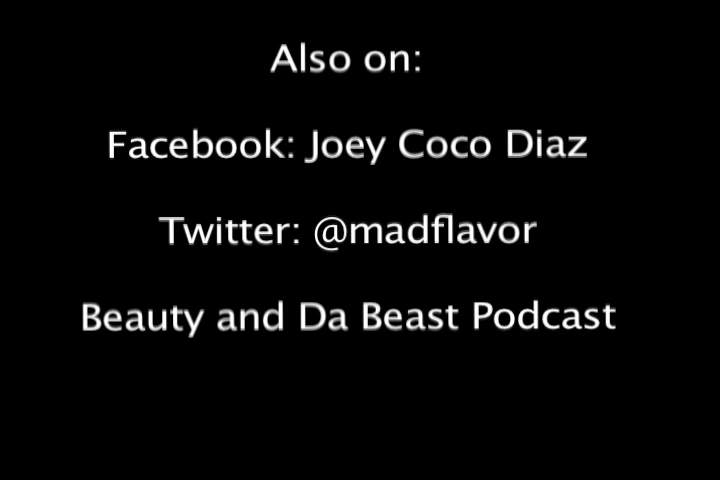 Also on:
Facebook: Joey Coco Diaz
Twitter: @madflavor
Beauty and Da Beast Podcast